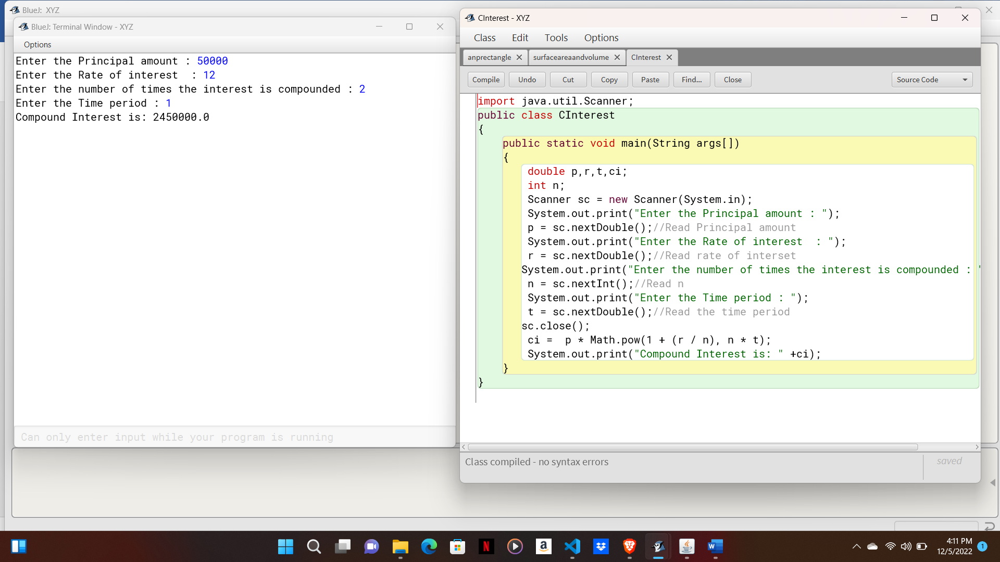 BlueJ: XYZ
BlueJ: Terminal Window - XYZ
Options
Enter the Principal amount : 50000
Enter the Rate of interest  : 12
Enter the number of times the interest is compounded : 2
Enter the Time period : 1
Compound Interest is: 2450000.0
Can only enter input while your program is running
CInterest - XYZ
Class Edit Tools Options
anprectangle surfaceareaandvolume CInterest
Compile Undo Cut Copy Paste Find... Close Source Code
import java.util.Scanner;
public class CInterest
{
public static void main(String args[])
{
double p,r,t,ci;
int n;
Scanner sc = new Scanner(System.in);
System.out.print("Enter the Principal amount : ");
p = sc.nextDouble();//Read Principal amount
System.out.print("Enter the Rate of interest  : ");
r = sc.nextDouble();//Read rate of interset
System.out.print("Enter the number of times the interest is compounded : "
n = sc.nextInt();//Read n
System.out.print("Enter the Time period : ");
t = sc.nextDouble();//Read the time period
sc.close();
ci =  p * Math.pow(1 + (r / n), n * t);
System.out.print("Compound Interest is: " +ci);
}
}
Class compiled - no syntax errors
saved
4:11 PM
12/5/2022
1